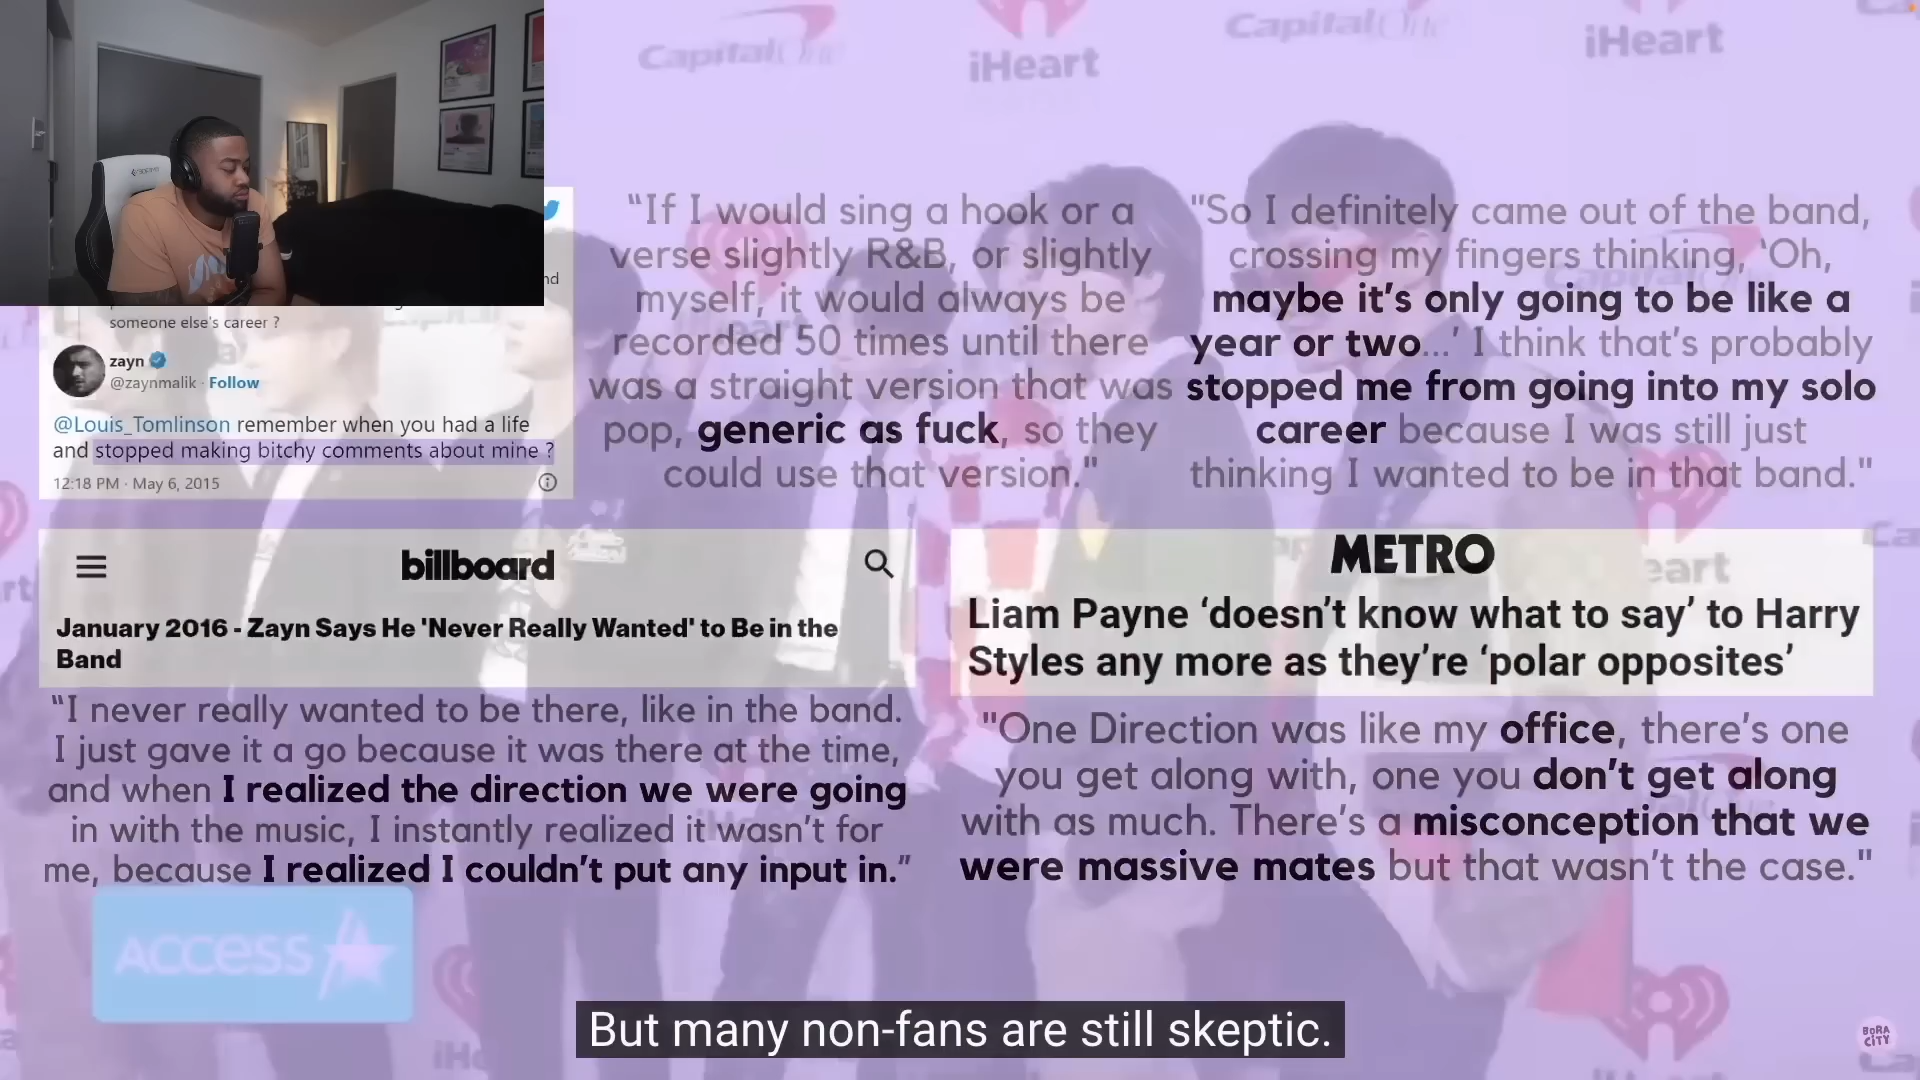 CapitalOne
iHeart
CapitalOne
iHeart
someone else's career ?
zayn
@zaynmalik · Follow
@Louis_Tomlinson remember when you had a life
and stopped making bitchy comments about mine ?
12:18 PM · May 6, 2015
“If I would sing a hook or a
verse slightly R&B, or slightly
myself, it would always be
recorded 50 times until there
was a straight version that was
pop, generic as fuck, so they
could use that version."
"So I definitely came out of the band,
crossing my fingers thinking, ‘Oh,
maybe it’s only going to be like a
year or two...’ I think that’s probably
stopped me from going into my solo
career because I was still just
thinking I wanted to be in that band."
billboard
January 2016 - Zayn Says He 'Never Really Wanted' to Be in the
Band
“I never really wanted to be there, like in the band.
I just gave it a go because it was there at the time,
and when I realized the direction we were going
in with the music, I instantly realized it wasn’t for
me, because I realized I couldn’t put any input in.”
METRO
Liam Payne ‘doesn’t know what to say’ to Harry
Styles any more as they’re ‘polar opposites’
"One Direction was like my office, there’s one
you get along with, one you don’t get along
with as much. There’s a misconception that we
were massive mates but that wasn’t the case."
ACCESS
But many non-fans are still skeptic.
BORA
CITY